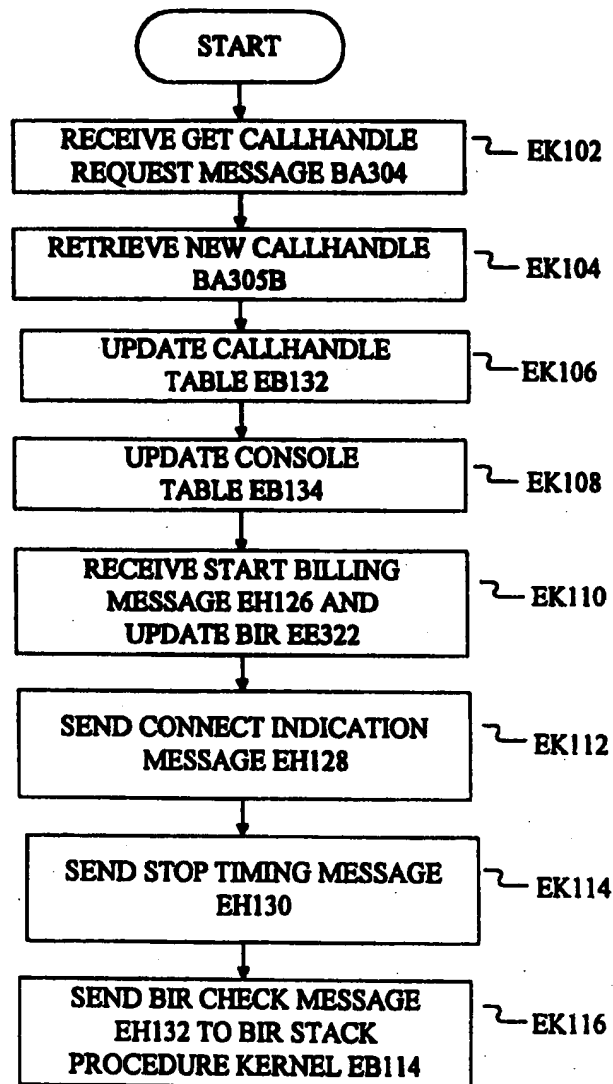 START
RECEIVE GET CALLHANDLE
REQUEST MESSAGE BA304
EK102
RETRIEVE NEW CALLHANDLE
BA305B
EK104
UPDATE CALLHANDLE
TABLE EB132
EK106
UPDATE CONSOLE
TABLE EB134
EK108
RECEIVE START BILLING
MESSAGE EH126 AND
UPDATE BIR EE322
EK110
SEND CONNECT INDICATION
MESSAGE EH128
EK112
SEND STOP TIMING MESSAGE
EH130
EK114
SEND BIR CHECK MESSAGE
EH132 TO BIR STACK
PROCEDURE KERNEL EB114
EK116